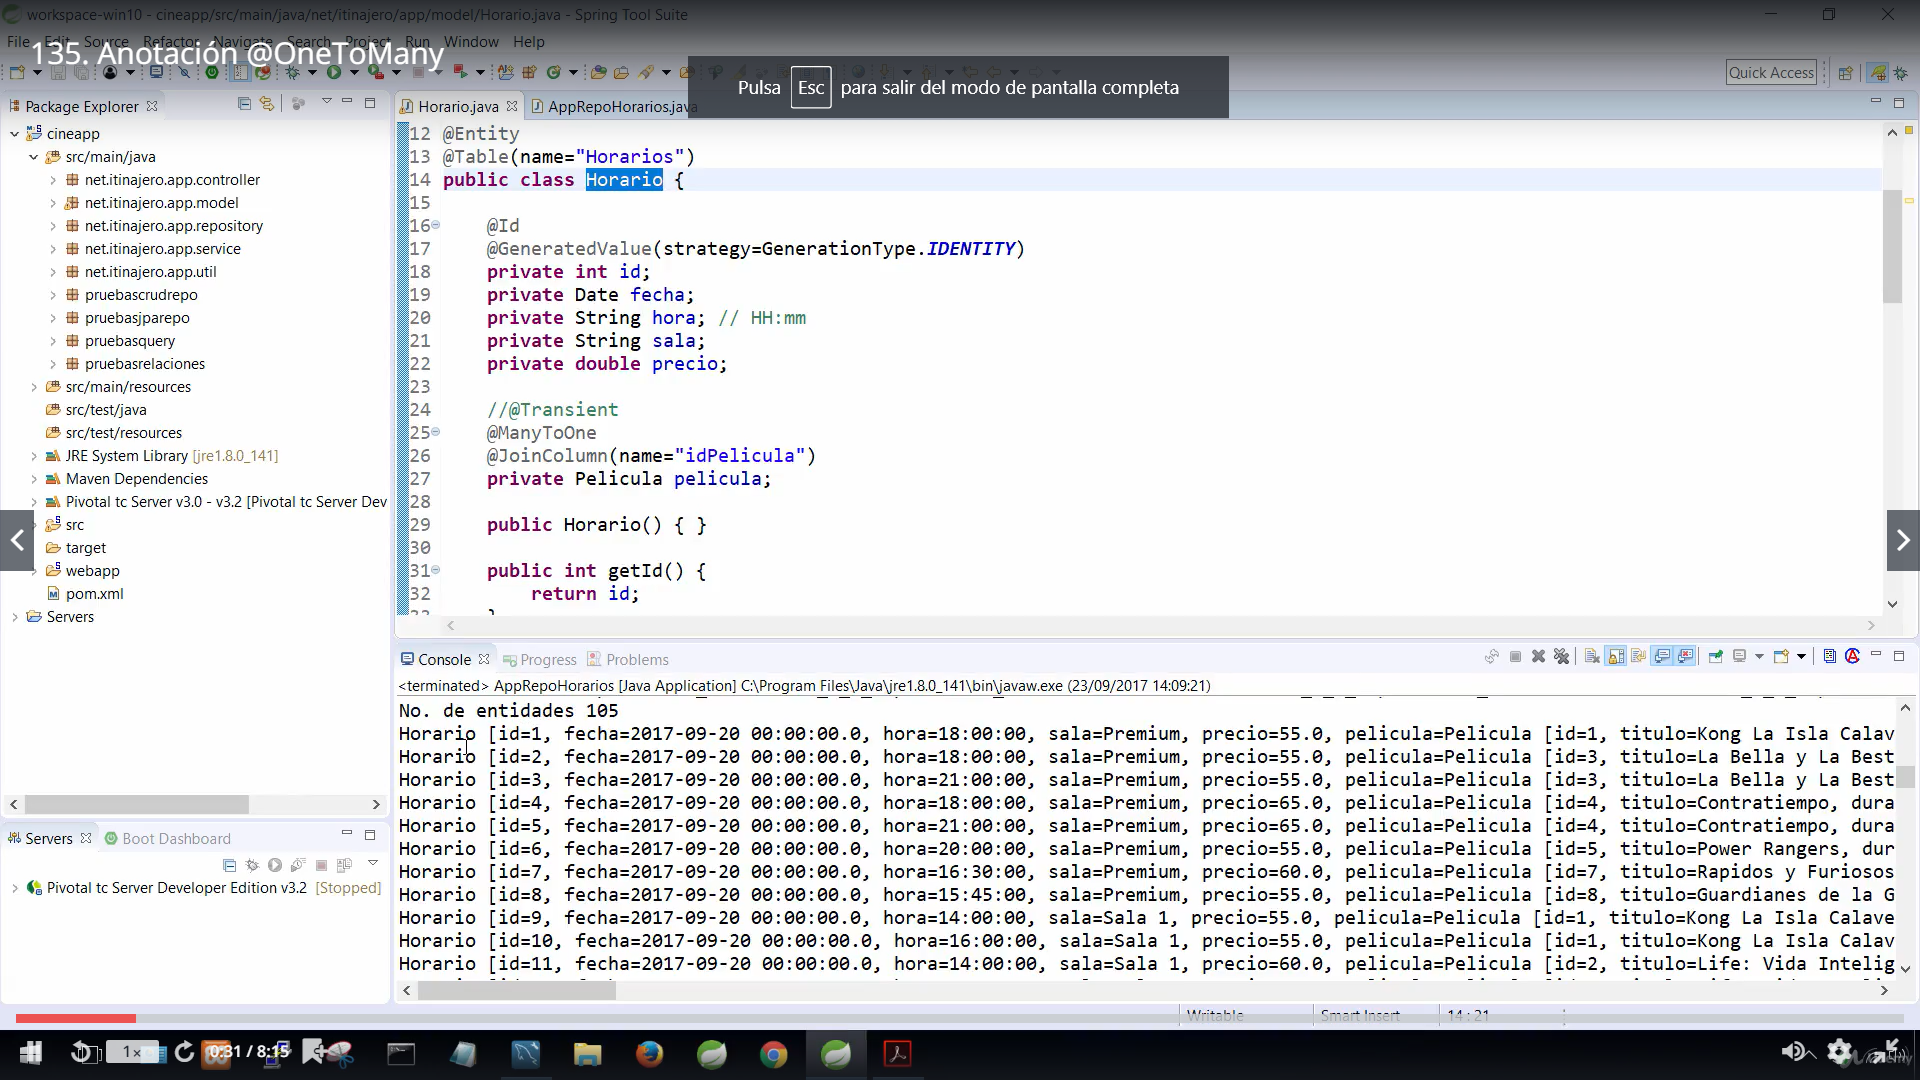 workspace-win10 - cineapp/src/main/java/net/itinajero/app/model/Horario.java - Spring Tool Suite
File Edit Source Refactor Navigate Search Project Run Window Help
135. Anotación @OneToMany
Pulsa Esc para salir del modo de pantalla completa
Quick Access
Package Explorer
cineapp
src/main/java
net.itinajero.app.controller
net.itinajero.app.model
net.itinajero.app.repository
net.itinajero.app.service
net.itinajero.app.util
pruebascrudrepo
pruebasjparepo
pruebasquery
pruebasrelaciones
src/main/resources
src/test/java
src/test/resources
JRE System Library [jre1.8.0_141]
Maven Dependencies
Pivotal tc Server v3.0 - v3.2 [Pivotal tc Server Dev
src
target
webapp
pom.xml
Servers
Servers Boot Dashboard
Pivotal tc Server Developer Edition v3.2 [Stopped]
Horario.java AppRepoHorarios.java
12 @Entity
13 @Table(name="Horarios")
14 public class Horario {
15
16 @Id
17 @GeneratedValue(strategy=GenerationType.IDENTITY)
18 private int id;
19 private Date fecha;
20 private String hora; // HH:mm
21 private String sala;
22 private double precio;
23
24 //@Transient
25 @ManyToOne
26 @JoinColumn(name="idPelicula")
27 private Pelicula pelicula;
28
29 public Horario() { }
30
31 public int getId() {
32 return id;
Console Progress Problems
<terminated> AppRepoHorarios [Java Application] C:\Program Files\Java\jre1.8.0_141\bin\javaw.exe (23/09/2017 14:09:21)
No. de entidades 105
Horario [id=1, fecha=2017-09-20 00:00:00.0, hora=18:00:00, sala=Premium, precio=55.0, pelicula=Pelicula [id=1, titulo=Kong La Isla Calav
Horario [id=2, fecha=2017-09-20 00:00:00.0, hora=18:00:00, sala=Premium, precio=55.0, pelicula=Pelicula [id=3, titulo=La Bella y La Best
Horario [id=3, fecha=2017-09-20 00:00:00.0, hora=21:00:00, sala=Premium, precio=55.0, pelicula=Pelicula [id=3, titulo=La Bella y La Best
Horario [id=4, fecha=2017-09-20 00:00:00.0, hora=18:00:00, sala=Premium, precio=65.0, pelicula=Pelicula [id=4, titulo=Contratiempo, dura
Horario [id=5, fecha=2017-09-20 00:00:00.0, hora=21:00:00, sala=Premium, precio=65.0, pelicula=Pelicula [id=4, titulo=Contratiempo, dura
Horario [id=6, fecha=2017-09-20 00:00:00.0, hora=20:00:00, sala=Premium, precio=55.0, pelicula=Pelicula [id=5, titulo=Power Rangers, dur
Horario [id=7, fecha=2017-09-20 00:00:00.0, hora=16:30:00, sala=Premium, precio=60.0, pelicula=Pelicula [id=7, titulo=Rapidos y Furiosos
Horario [id=8, fecha=2017-09-20 00:00:00.0, hora=15:45:00, sala=Premium, precio=55.0, pelicula=Pelicula [id=8, titulo=Guardianes de la G
Horario [id=9, fecha=2017-09-20 00:00:00.0, hora=14:00:00, sala=Sala 1, precio=55.0, pelicula=Pelicula [id=1, titulo=Kong La Isla Calave
Horario [id=10, fecha=2017-09-20 00:00:00.0, hora=16:00:00, sala=Sala 1, precio=55.0, pelicula=Pelicula [id=1, titulo=Kong La Isla Calav
Horario [id=11, fecha=2017-09-20 00:00:00.0, hora=14:00:00, sala=Sala 1, precio=60.0, pelicula=Pelicula [id=2, titulo=Life: Vida Intelig
Writable Smart Insert 14 : 21
1x 0:31 / 8:15